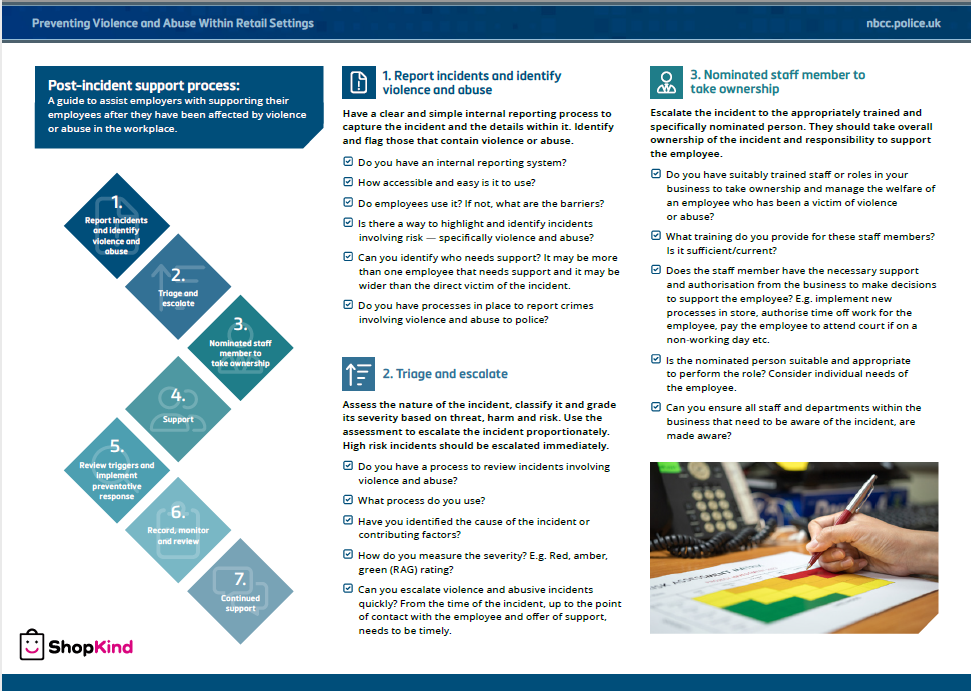 Preventing Violence and Abuse Within Retail Settings
nbcc.police.uk
Post-incident support process:
A guide to assist employers with supporting their
employees after they have been affected by violence
or abuse in the workplace.
1.
Report incidents
and identify
violence and
abuse
2.
Triage and
escalate
3.
Nominated staff
member to
take ownership
4.
Support
5.
Review triggers and
implement
preventative
response
6.
Record, monitor
and review
7.
Continued
support
ShopKind
1. Report incidents and identify
violence and abuse
Have a clear and simple internal reporting process to
capture the incident and the details within it. Identify
and flag those that contain violence or abuse.
Do you have an internal reporting system?
How accessible and easy is it to use?
Do employees use it? If not, what are the barriers?
Is there a way to highlight and identify incidents
involving risk — specifically violence and abuse?
Can you identify who needs support? It may be more
than one employee that needs support and it may be
wider than the direct victim of the incident.
Do you have processes in place to report crimes
involving violence and abuse to police?
2. Triage and escalate
Assess the nature of the incident, classify it and grade
its severity based on threat, harm and risk. Use the
assessment to escalate the incident proportionately.
High risk incidents should be escalated immediately.
Do you have a process to review incidents involving
violence and abuse?
What process do you use?
Have you identified the cause of the incident or
contributing factors?
How do you measure the severity? E.g. Red, amber,
green (RAG) rating?
Can you escalate violence and abusive incidents
quickly? From the time of the incident, up to the point
of contact with the employee and offer of support,
needs to be timely.
3. Nominated staff member to
take ownership
Escalate the incident to the appropriately trained and
specifically nominated person. They should take overall
ownership of the incident and responsibility to support
the employee.
Do you have suitably trained staff or roles in your
business to take ownership and manage the welfare of
an employee who has been a victim of violence
or abuse?
What training do you provide for these staff members?
Is it sufficient/current?
Does the staff member have the necessary support
and authorisation from the business to make decisions
to support the employee? E.g. implement new
processes in store, authorise time off work for the
employee, pay the employee to attend court if on a
non-working day etc.
Is the nominated person suitable and appropriate
to perform the role? Consider individual needs of
the employee.
Can you ensure all staff and departments within the
business that need to be aware of the incident, are
made aware?